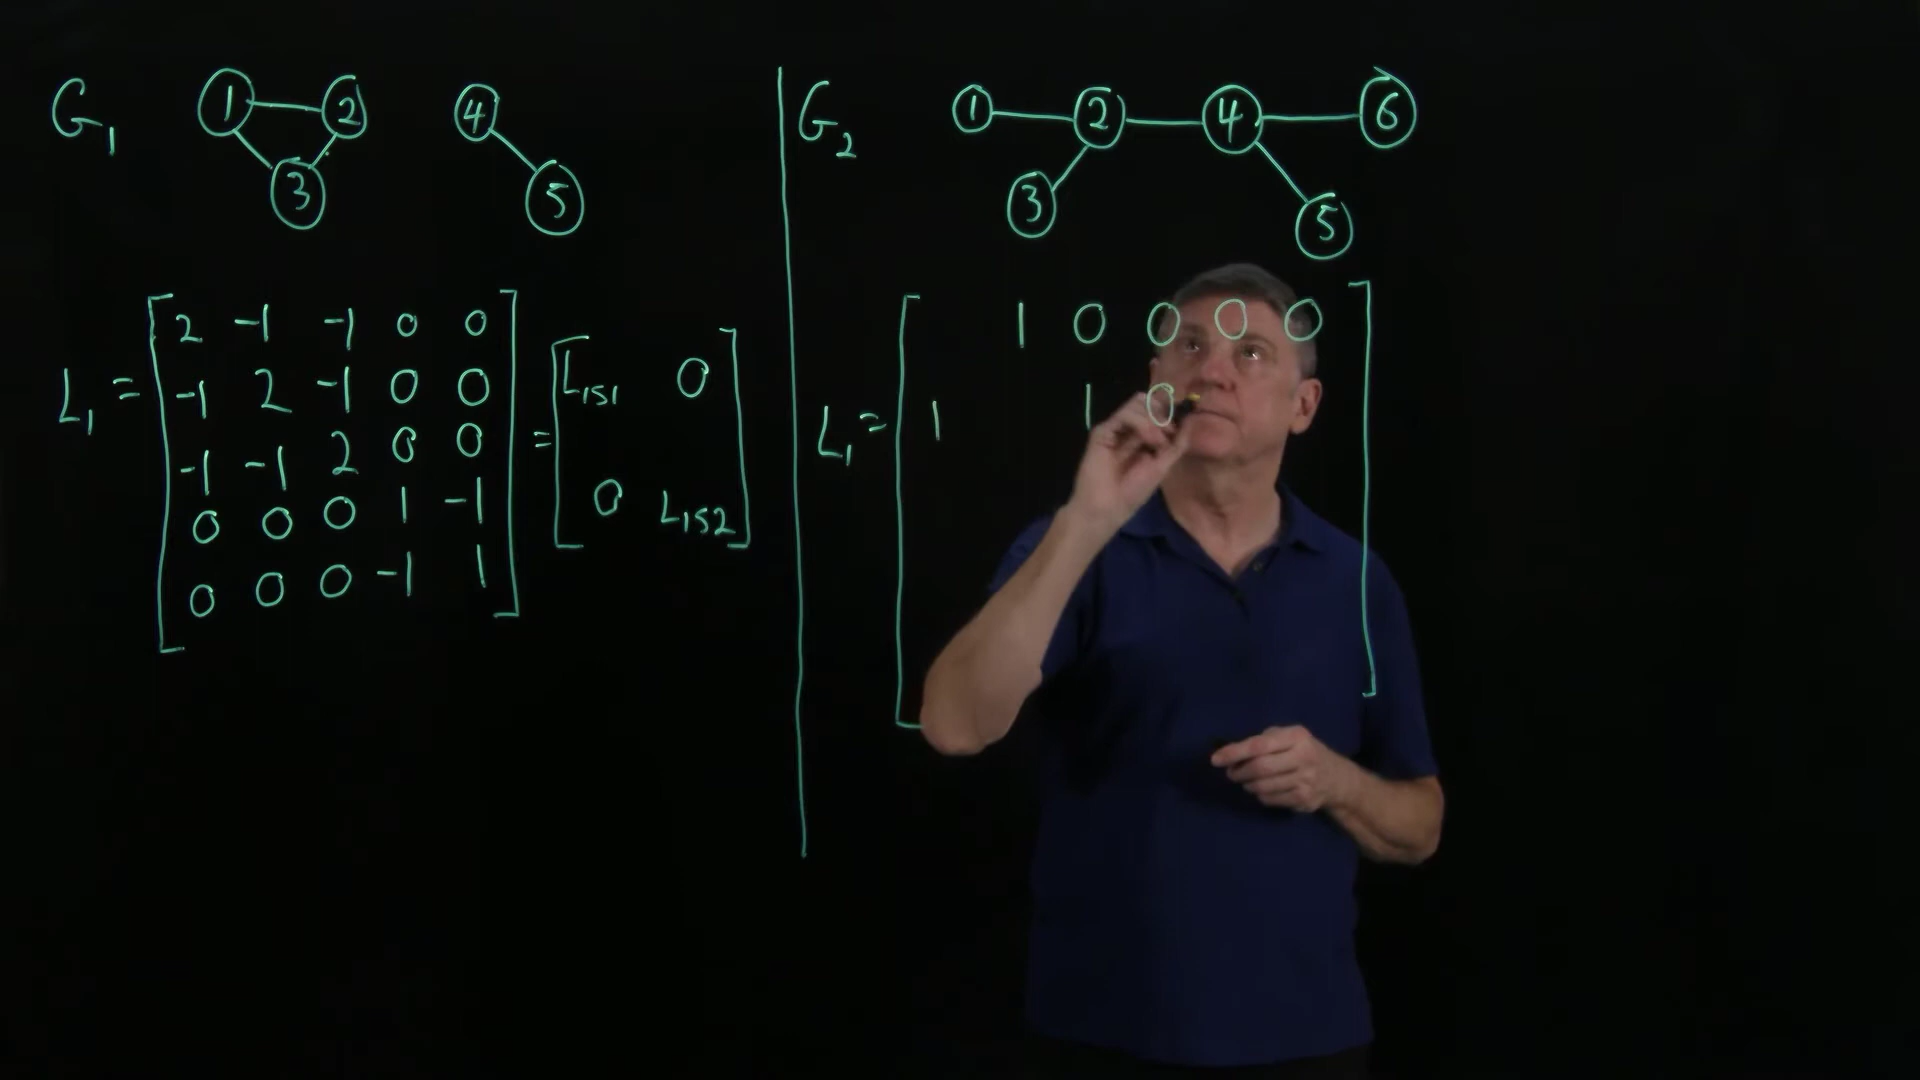 G₁ 1 2 3 4 5
L₁ = [ 2 -1 -1 0 0
-1 2 -1 0 0
-1 -1 2 0 0
0 0 0 1 -1
0 0 0 -1 1 ]
= [ L₁ₛ₁ 0
0 L₁ₛ₂ ]
G₂ 1 2 4 6
3 5
L₁ = [ 1 0 0 0 0
1 1 0 ]